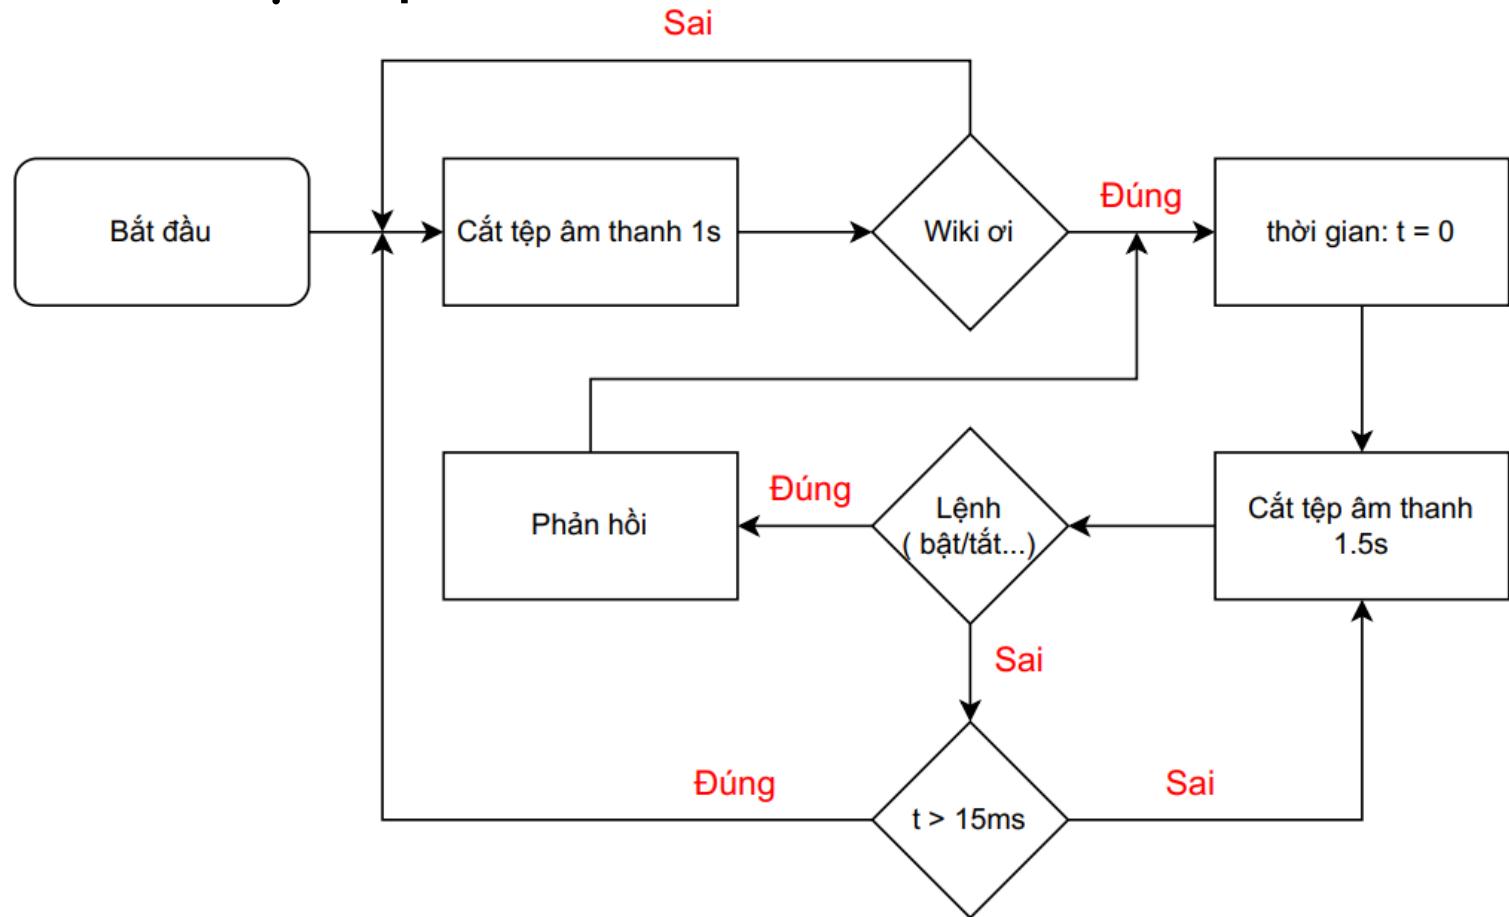 Sai
Bắt đầu
Cắt tệp âm thanh 1s
Wiki ơi
Đúng
thời gian: t = 0
Phản hồi
Đúng
Lệnh
( bật/tắt...)
Cắt tệp âm thanh
1.5s
Sai
Đúng
t > 15ms
Sai